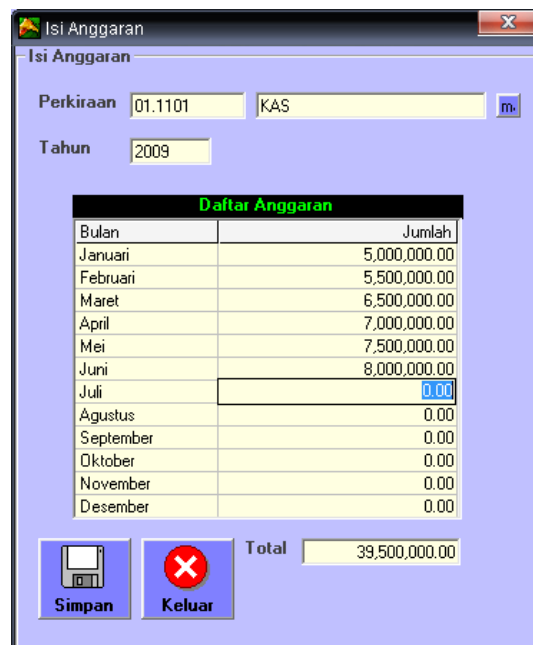 Isi Anggaran
Isi Anggaran
Perkiraan 01.1101 KAS m.
Tahun 2009
Daftar Anggaran
Bulan Jumlah
Januari 5,000,000.00
Februari 5,500,000.00
Maret 6,500,000.00
April 7,000,000.00
Mei 7,500,000.00
Juni 8,000,000.00
Juli 0.00
Agustus 0.00
September 0.00
Oktober 0.00
November 0.00
Desember 0.00
Total 39,500,000.00
Simpan Keluar